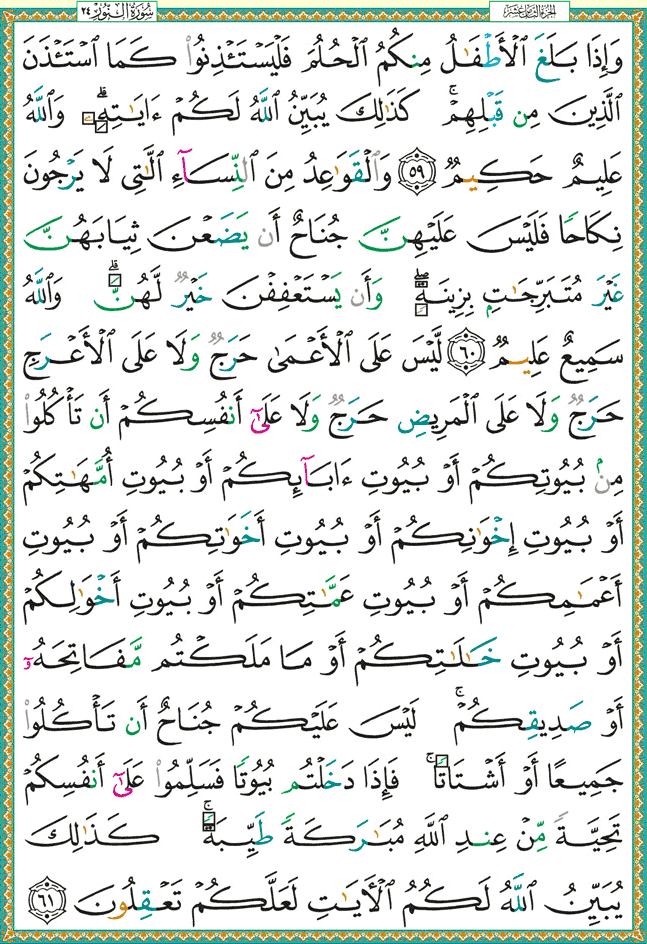 سُورَةُ النُّورِ ٢٤
الجزء الثامن عشر
وَإِذَا بَلَغَ ٱلْأَطْفَٰلُ مِنكُمُ ٱلْحُلُمَ فَلْيَسْتَـْٔذِنُوا۟ كَمَا ٱسْتَـْٔذَنَ
ٱلَّذِينَ مِن قَبْلِهِمْ ۚ كَذَٰلِكَ يُبَيِّنُ ٱللَّهُ لَكُمْ ءَايَٰتِهِۦ ۗ وَٱللَّهُ
عَلِيمٌ حَكِيمٌ ٥٩ وَٱلْقَوَٰعِدُ مِنَ ٱلنِّسَآءِ ٱلَّٰتِى لَا يَرْجُونَ
نِكَاحًا فَلَيْسَ عَلَيْهِنَّ جُنَاحٌ أَن يَضَعْنَ ثِيَابَهُنَّ
غَيْرَ مُتَبَرِّجَٰتٍۭ بِزِينَةٍ ۖ وَأَن يَسْتَعْفِفْنَ خَيْرٌ لَّهُنَّ ۗ وَٱللَّهُ
سَمِيعٌ عَلِيمٌ ٦٠ لَّيْسَ عَلَى ٱلْأَعْمَىٰ حَرَجٌ وَلَا عَلَى ٱلْأَعْرَجِ
حَرَجٌ وَلَا عَلَى ٱلْمَرِيضِ حَرَجٌ وَلَا عَلَىٰٓ أَنفُسِكُمْ أَن تَأْكُلُوا۟
مِنۢ بُيُوتِكُمْ أَوْ بُيُوتِ ءَابَآئِكُمْ أَوْ بُيُوتِ أُمَّهَٰتِكُمْ
أَوْ بُيُوتِ إِخْوَٰنِكُمْ أَوْ بُيُوتِ أَخَوَٰتِكُمْ أَوْ بُيُوتِ
أَعْمَٰمِكُمْ أَوْ بُيُوتِ عَمَّٰتِكُمْ أَوْ بُيُوتِ أَخْوَٰلِكُمْ
أَوْ بُيُوتِ خَٰلَٰتِكُمْ أَوْ مَا مَلَكْتُم مَّفَاتِحَهُۥٓ
أَوْ صَدِيقِكُمْ ۚ لَيْسَ عَلَيْكُمْ جُنَاحٌ أَن تَأْكُلُوا۟
جَمِيعًا أَوْ أَشْتَاتًا ۚ فَإِذَا دَخَلْتُم بُيُوتًا فَسَلِّمُوا۟ عَلَىٰٓ أَنفُسِكُمْ
تَحِيَّةً مِّنْ عِندِ ٱللَّهِ مُبَٰرَكَةً طَيِّبَةً ۚ كَذَٰلِكَ
يُبَيِّنُ ٱللَّهُ لَكُمُ ٱلْأَيَٰتِ لَعَلَّكُمْ تَعْقِلُونَ ٦١